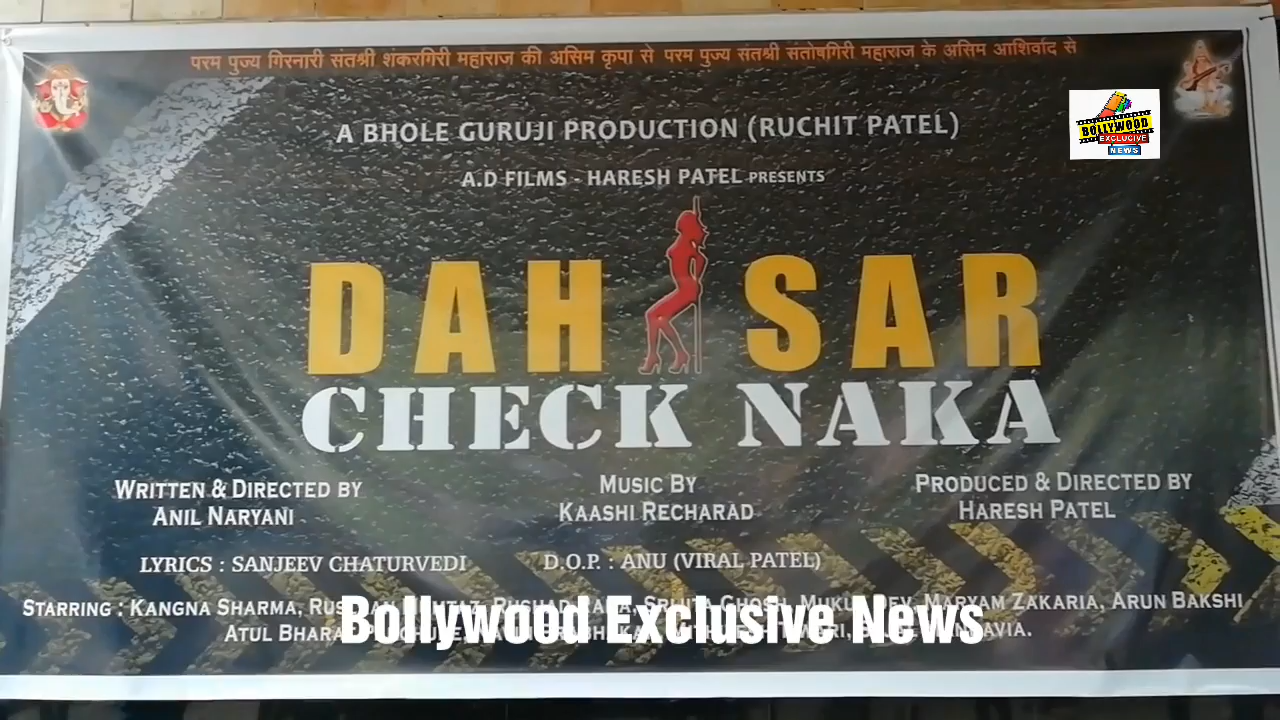 परम पुज्य गिरनारी संतश्री शंकरगिरी महाराज की असिम कृपा से परम पुज्य संतश्री संतोषगिरी महाराज के असिम आशिर्वाद से
BOLLYWOOD
EXCLUCIVE
NEWS
A BHOLE GURUJI PRODUCTION (RUCHIT PATEL)
A.D FILMS - HARESH PATEL PRESENTS
DAH SAR
CHECK NAKA
WRITTEN & DIRECTED BY
ANIL NARYANI
MUSIC BY
KAASHI RECHARAD
PRODUCED & DIRECTED BY
HARESH PATEL
LYRICS : SANJEEV CHATURVEDI
D.O.P. : ANU (VIRAL PATEL)
STARRING : KANGNA SHARMA, MARYAM ZAKARIA, ARUN BAKSHI
ATUL
Bollywood Exclusive News